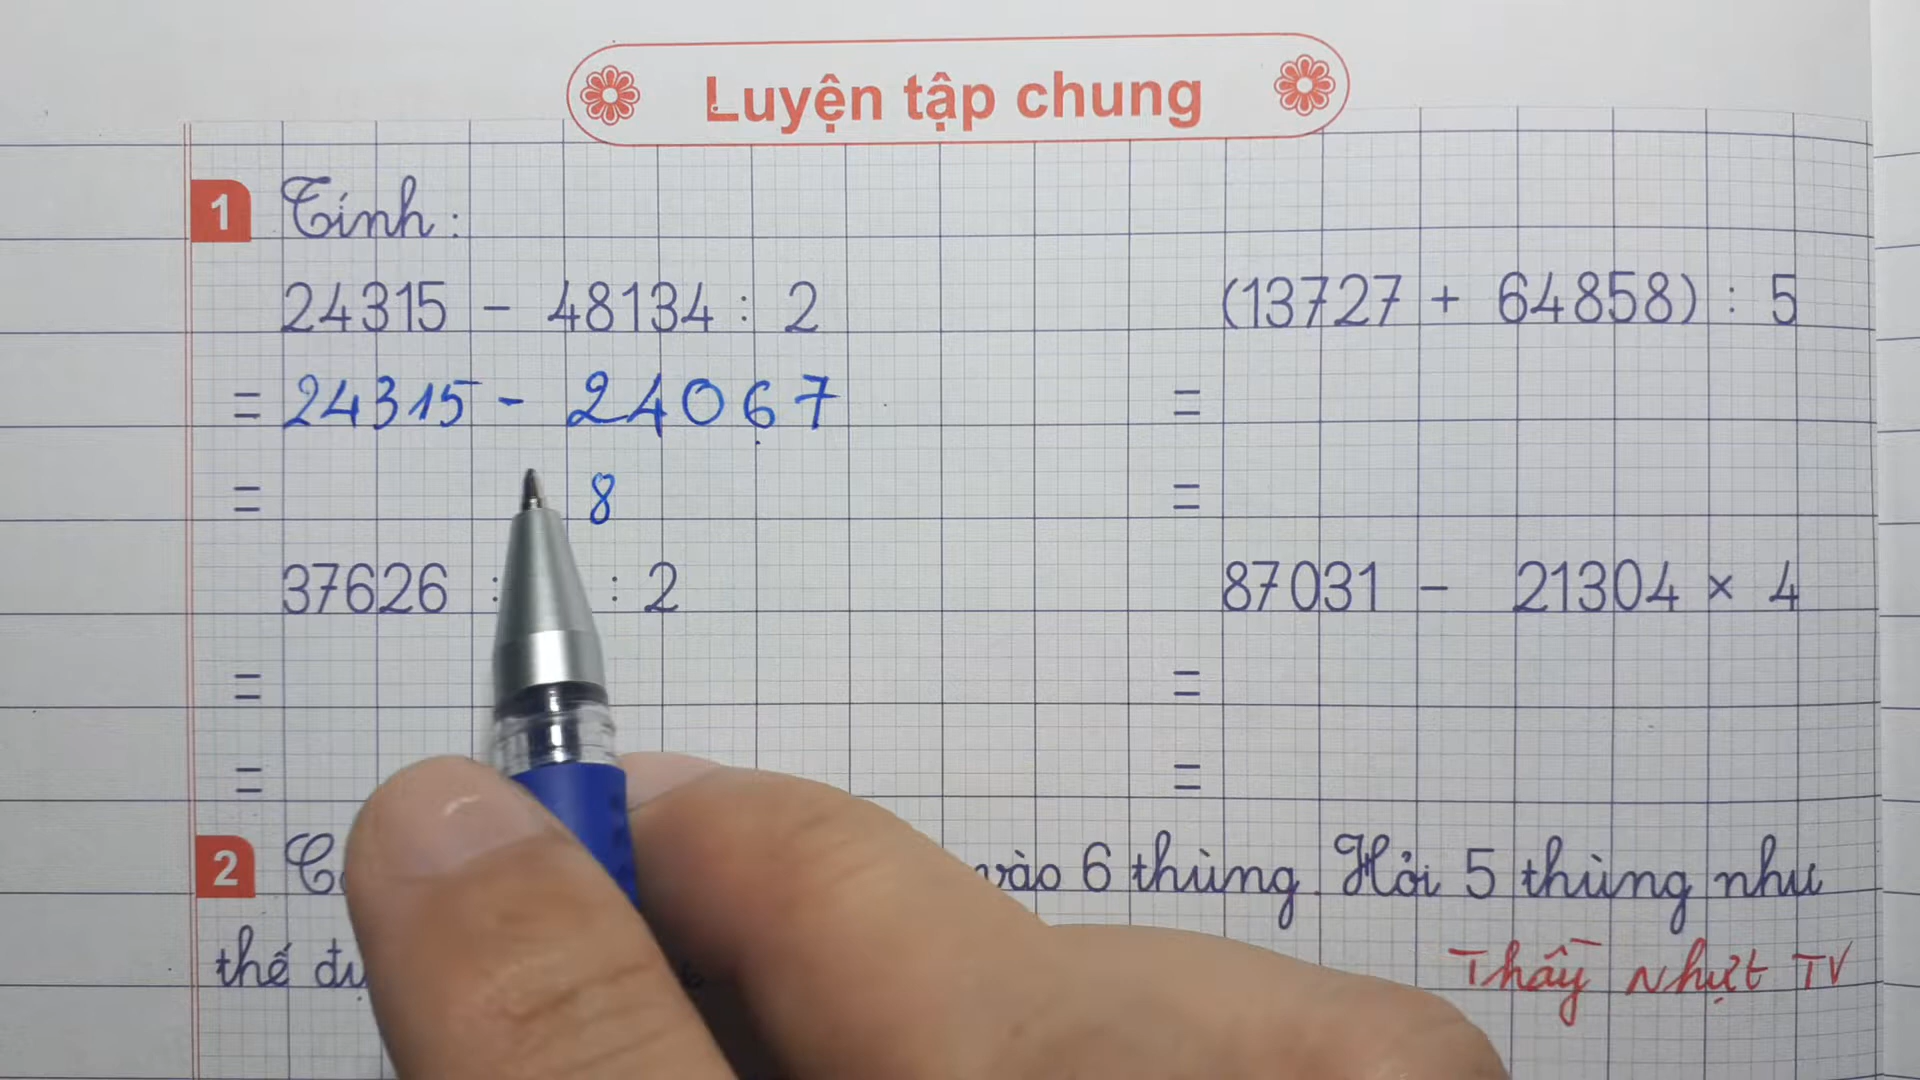 Luyện tập chung
1 Tính:
24315 - 48134 : 2
(13727 + 64858) : 5
= 24315 - 24067
=
= 8
=
37626 : : 2
87031 - 21304 × 4
=
=
=
=
2 vào 6 thùng. Hỏi 5 thùng như
thế
Thầy Nhựt TV